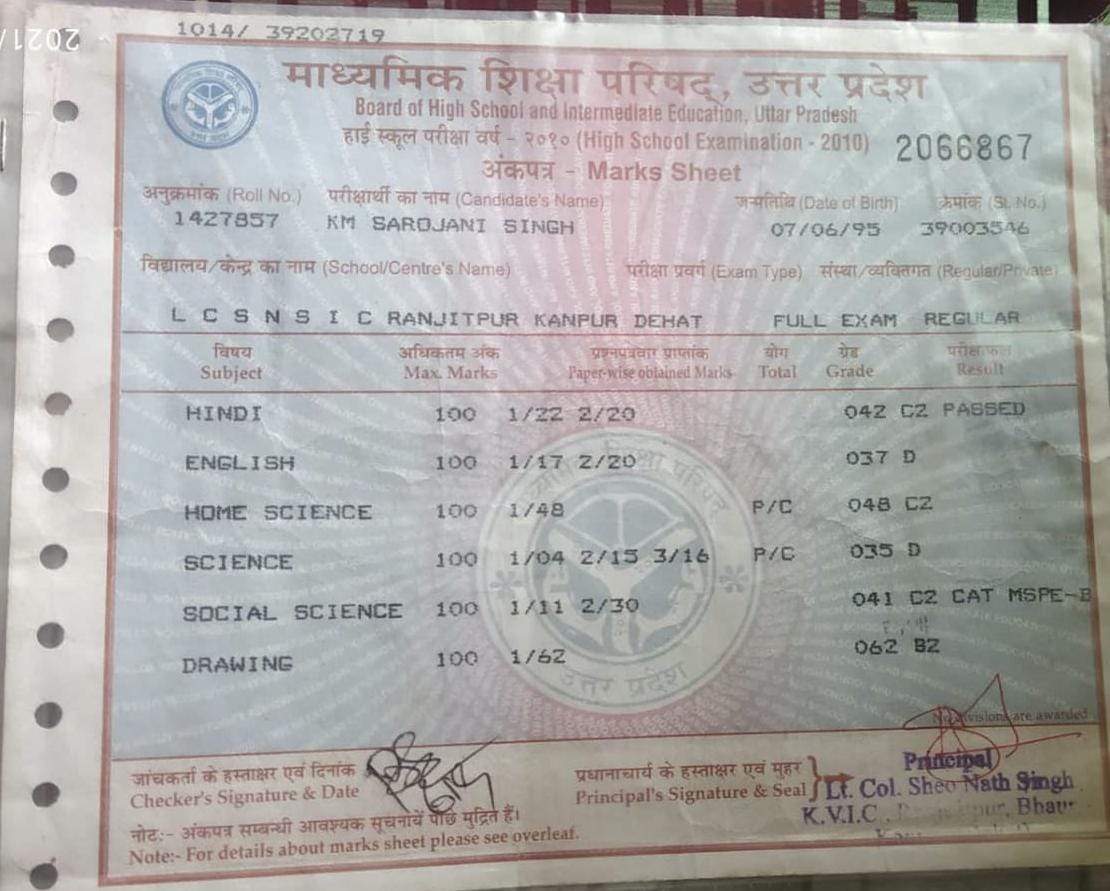 2021/
1014/ 39202719
माध्यमिक शिक्षा परिषद्, उत्तर प्रदेश
Board of High School and Intermediate Education, Uttar Pradesh
हाई स्कूल परीक्षा वर्ष - २०१० (High School Examination - 2010) 2066867
अंकपत्र - Marks Sheet
अनुक्रमांक (Roll No.) परीक्षार्थी का नाम (Candidate's Name) जन्मतिथि (Date of Birth) क्रमांक (Sl. No.)
1427857 KM SAROJANI SINGH 07/06/95 39003546
विद्यालय/केन्द्र का नाम (School/Centre's Name) परीक्षा प्रवर्ग (Exam Type) संस्था/व्यक्तिगत (Regular/Private)
L C S N S I C RANJITPUR KANPUR DEHAT FULL EXAM REGULAR
विषय अधिकतम अंक प्रश्नपत्रवार प्राप्तांक योग ग्रेड परीक्षाफल
Subject Max. Marks Paper-wise obtained Marks Total Grade Result
HINDI 100 1/22 2/20 042 C2 PASSED
ENGLISH 100 1/17 2/20 037 D
HOME SCIENCE 100 1/48 P/C 048 C2
SCIENCE 100 1/04 2/15 3/16 P/C 035 D
SOCIAL SCIENCE 100 1/11 2/30 041 C2 CAT MSPE-B
DRAWING 100 1/62 062 B2
उत्तर प्रदेश
No divisions are awarded
जांचकर्ता के हस्ताक्षर एवं दिनांक प्रधानाचार्य के हस्ताक्षर एवं मुहर Principal
Checker's Signature & Date Principal's Signature & Seal Lt. Col. Sheo Nath Singh
K.V.I.C.
नोट:- अंकपत्र सम्बन्धी आवश्यक सूचनायें पीछे मुद्रित हैं।
Note:- For details about marks sheet please see overleaf.